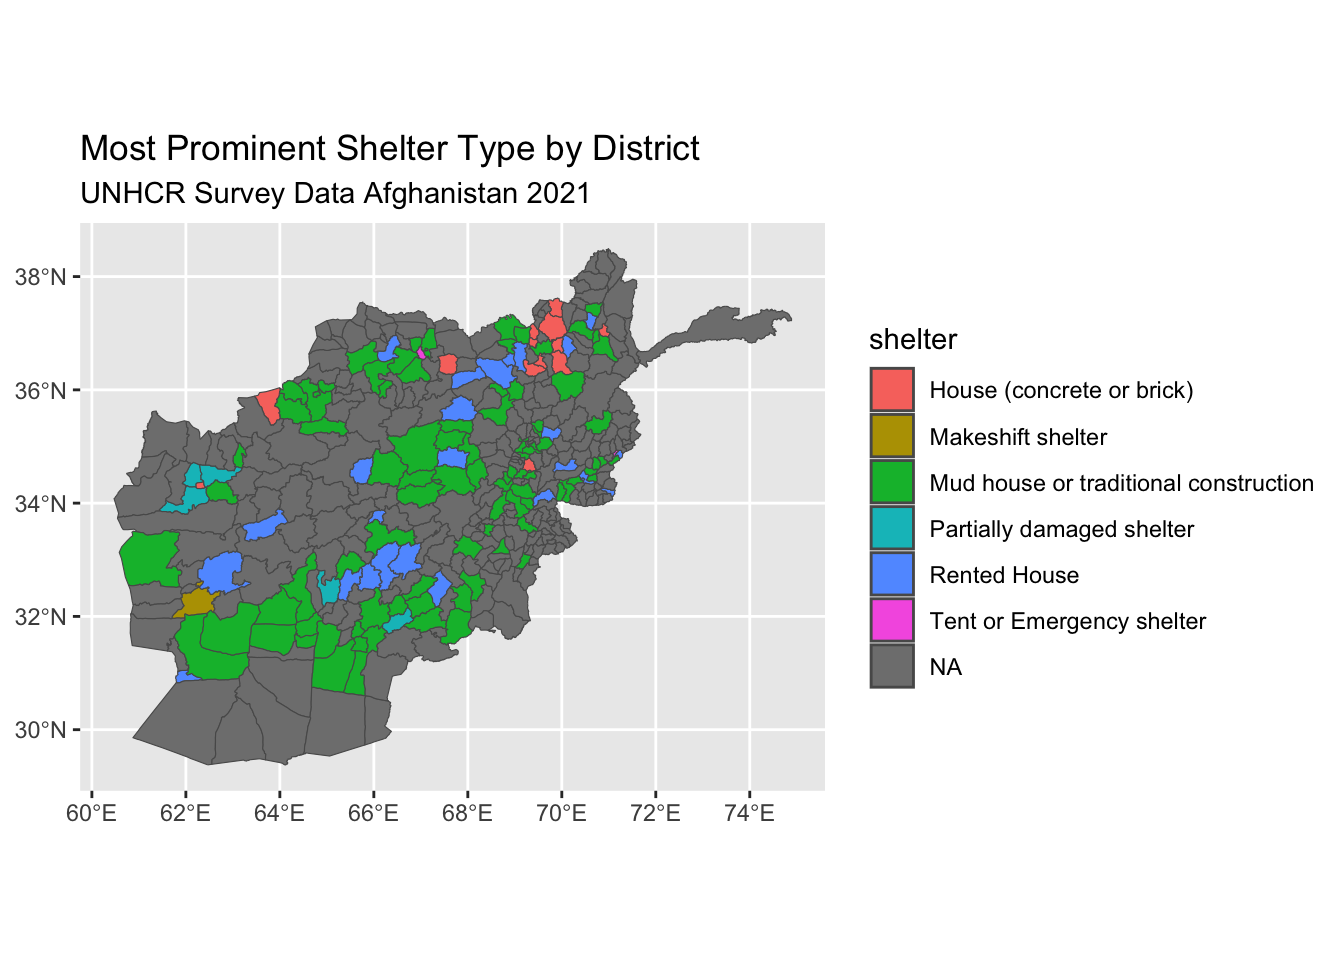 Most Prominent Shelter Type by District
UNHCR Survey Data Afghanistan 2021
38°N
36°N
34°N
32°N
30°N
60°E 62°E 64°E 66°E 68°E 70°E 72°E 74°E
shelter
House (concrete or brick)
Makeshift shelter
Mud house or traditional construction
Partially damaged shelter
Rented House
Tent or Emergency shelter
NA